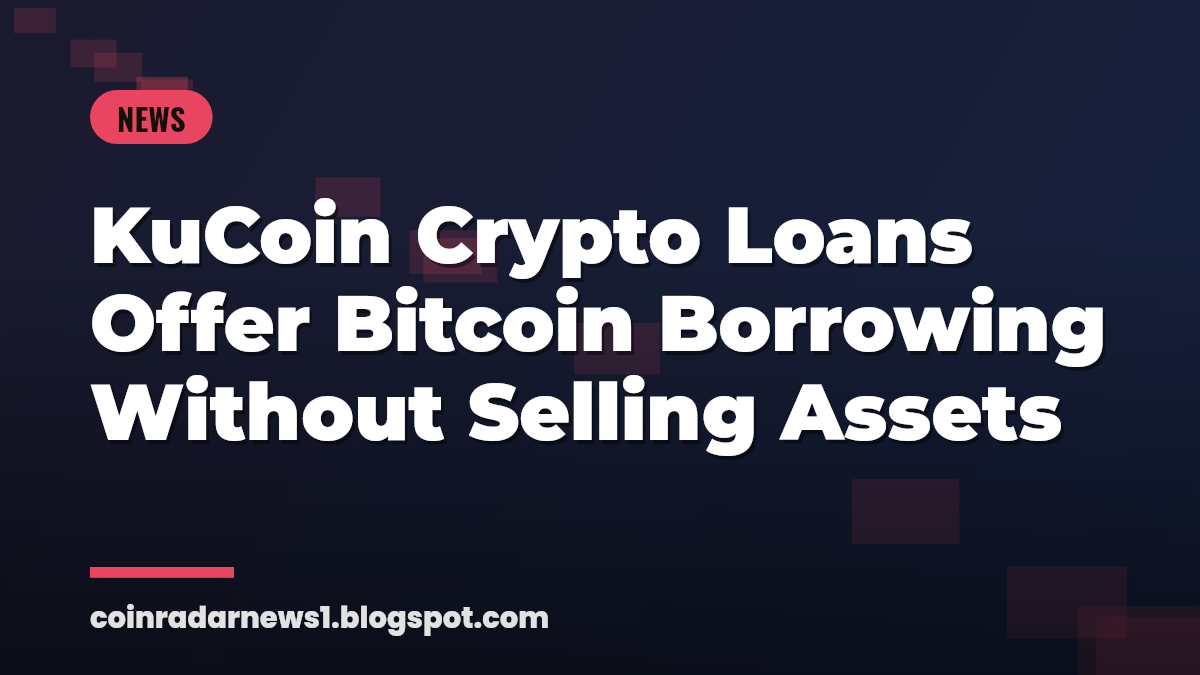 NEWS
KuCoin Crypto Loans
Offer Bitcoin Borrowing
Without Selling Assets
coinradarnews1.blogspot.com